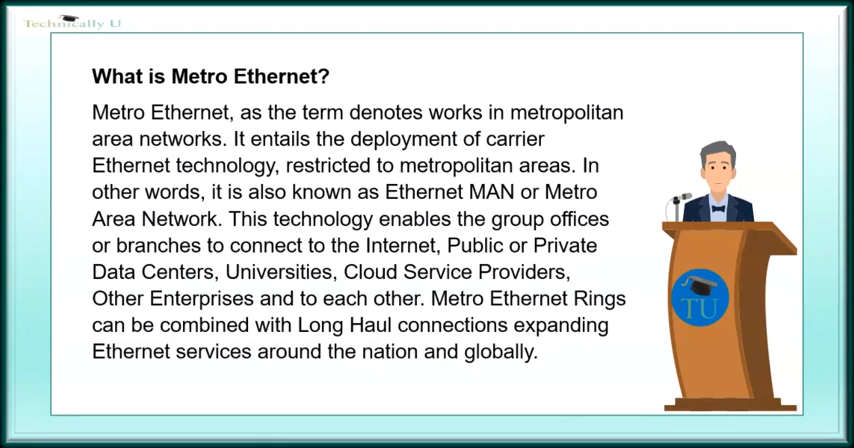 Technically U
What is Metro Ethernet?
Metro Ethernet, as the term denotes works in metropolitan
area networks. It entails the deployment of carrier
Ethernet technology, restricted to metropolitan areas. In
other words, it is also known as Ethernet MAN or Metro
Area Network. This technology enables the group offices
or branches to connect to the Internet, Public or Private
Data Centers, Universities, Cloud Service Providers,
Other Enterprises and to each other. Metro Ethernet Rings
can be combined with Long Haul connections expanding
Ethernet services around the nation and globally.
TU